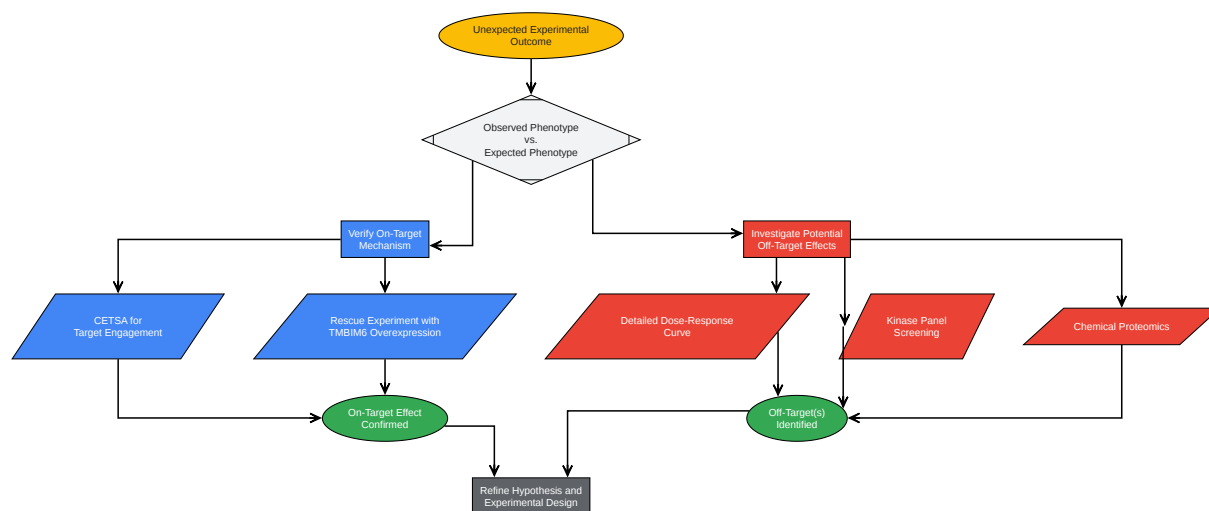 Unexpected Experimental
Outcome
Observed Phenotype
vs.
Expected Phenotype
Verify On-Target
Mechanism
Investigate Potential
Off-Target Effects
CETSA for
Target Engagement
Rescue Experiment with
TMBIM6 Overexpression
Detailed Dose-Response
Curve
Kinase Panel
Screening
Chemical Proteomics
On-Target Effect
Confirmed
Off-Target(s)
Identified
Refine Hypothesis and
Experimental Design